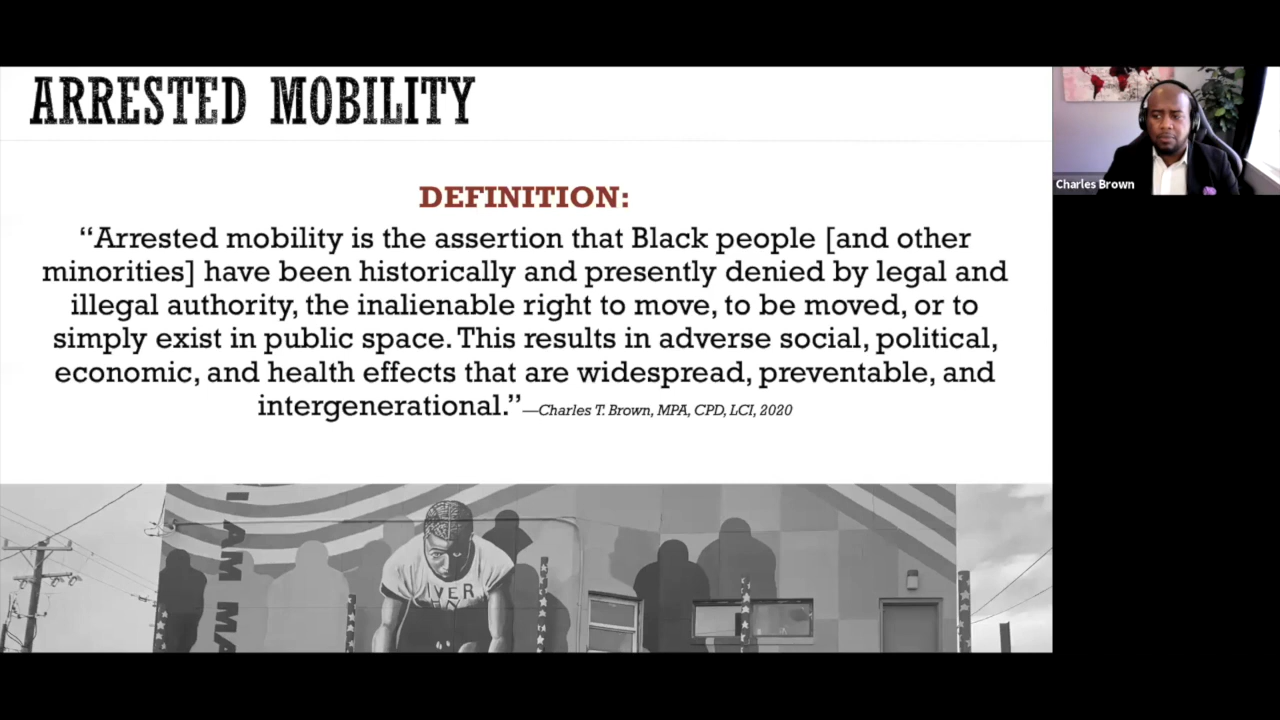 ARRESTED MOBILITY
DEFINITION:
“Arrested mobility is the assertion that Black people [and other
minorities] have been historically and presently denied by legal and
illegal authority, the inalienable right to move, to be moved, or to
simply exist in public space. This results in adverse social, political,
economic, and health effects that are widespread, preventable, and
intergenerational.”—Charles T. Brown, MPA, CPD, LCI, 2020
Charles Brown
I AM MA